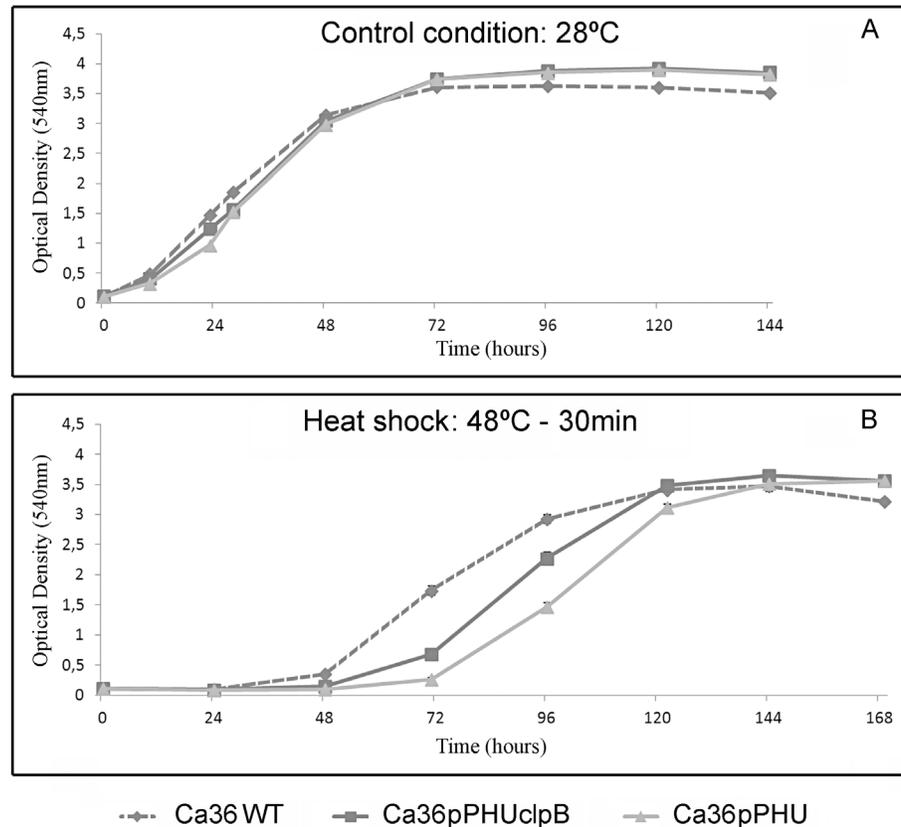 Control condition: 28ºC
A
Optical Density (540nm)
4,5
4
3,5
3
2,5
2
1,5
1
0,5
0
0 24 48 72 96 120 144
Time (hours)
Heat shock: 48ºC - 30min
B
Optical Density (540nm)
4,5
4
3,5
3
2,5
2
1,5
1
0,5
0
0 24 48 72 96 120 144 168
Time (hours)
Ca36 WT Ca36pPHUclpB Ca36pPHU